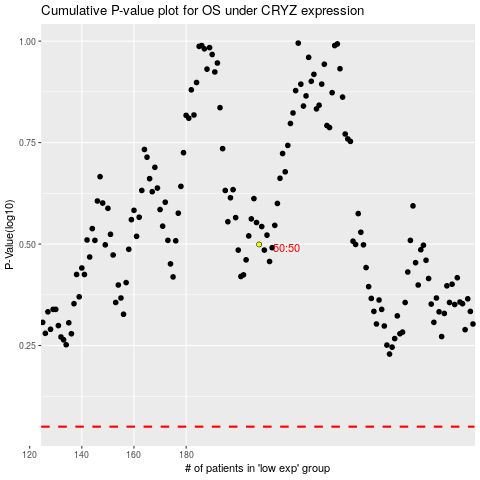 Cumulative P-value plot for OS under CRYZ expression
1.00
0.75
0.50
0.25
P-Value(log10)
50:50
120 140 160 180
# of patients in 'low exp' group